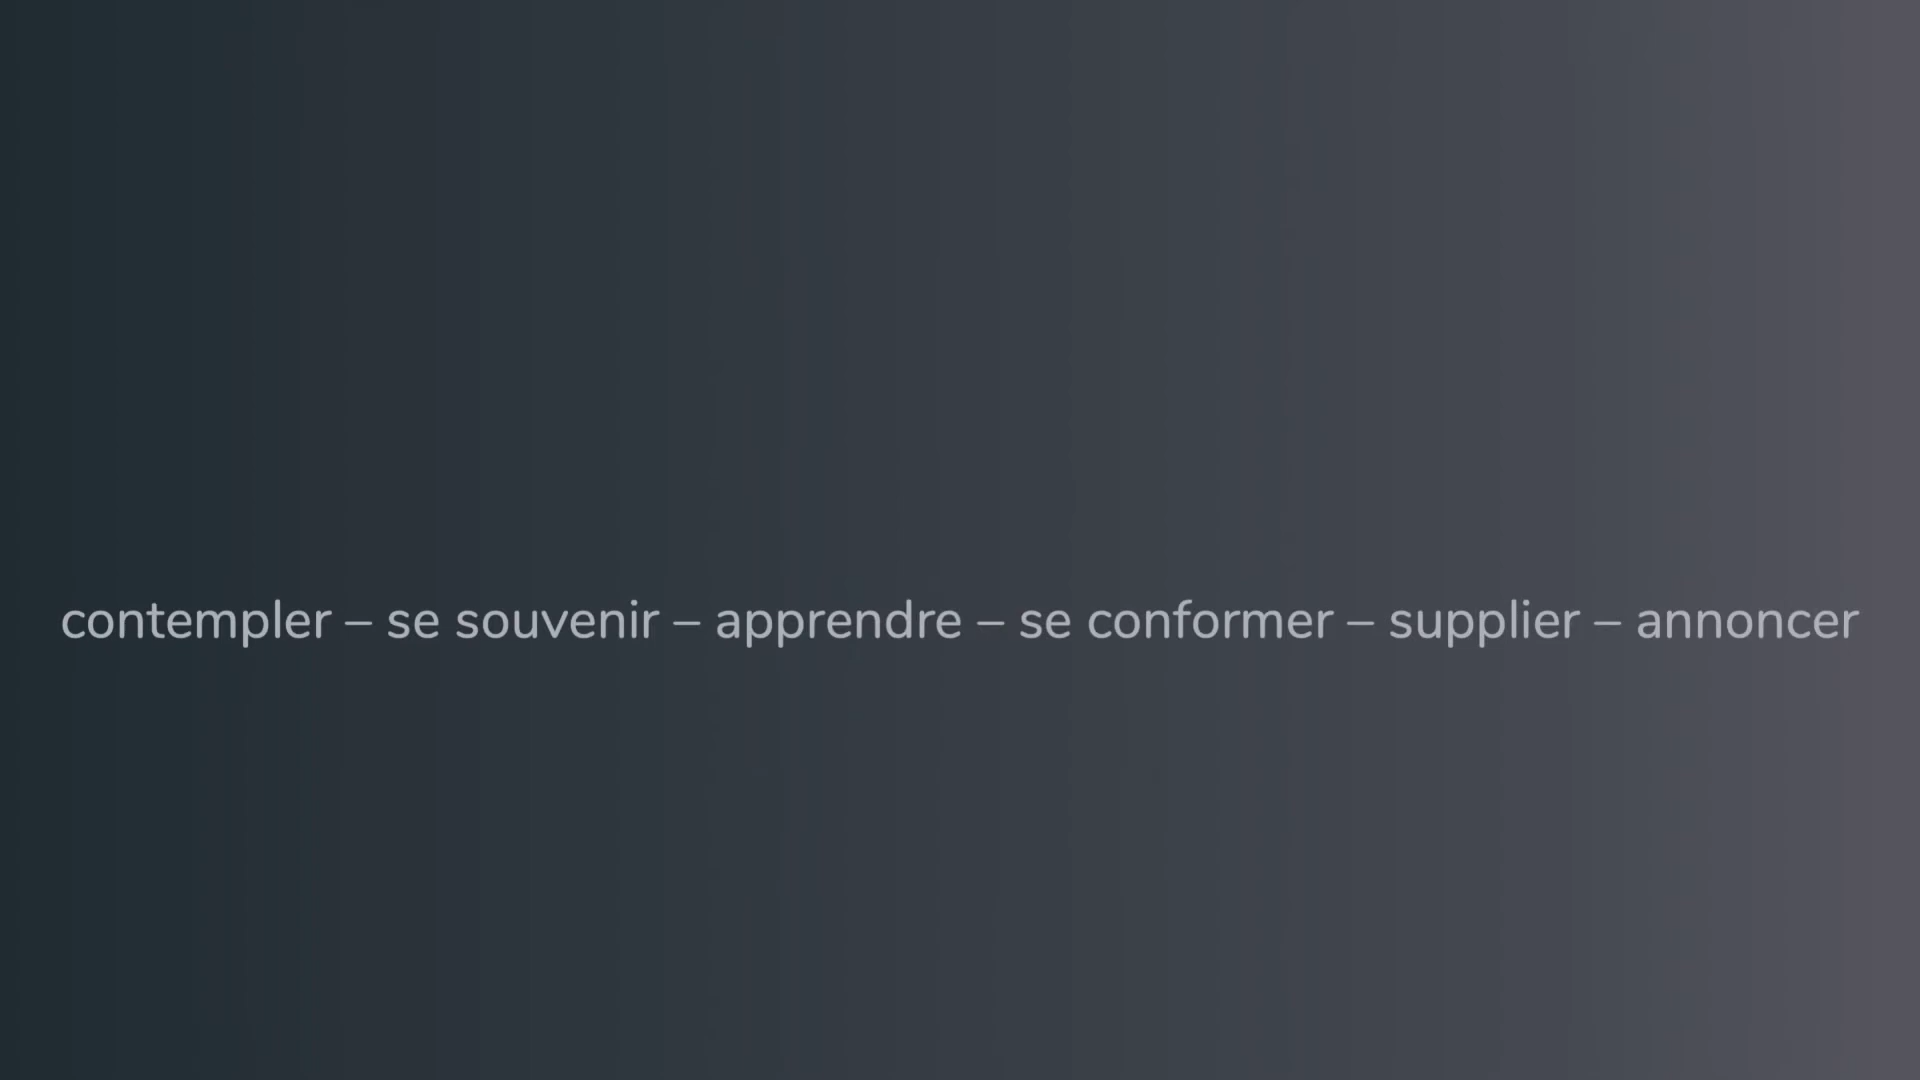 contempler – se souvenir – apprendre – se conformer – supplier – annoncer